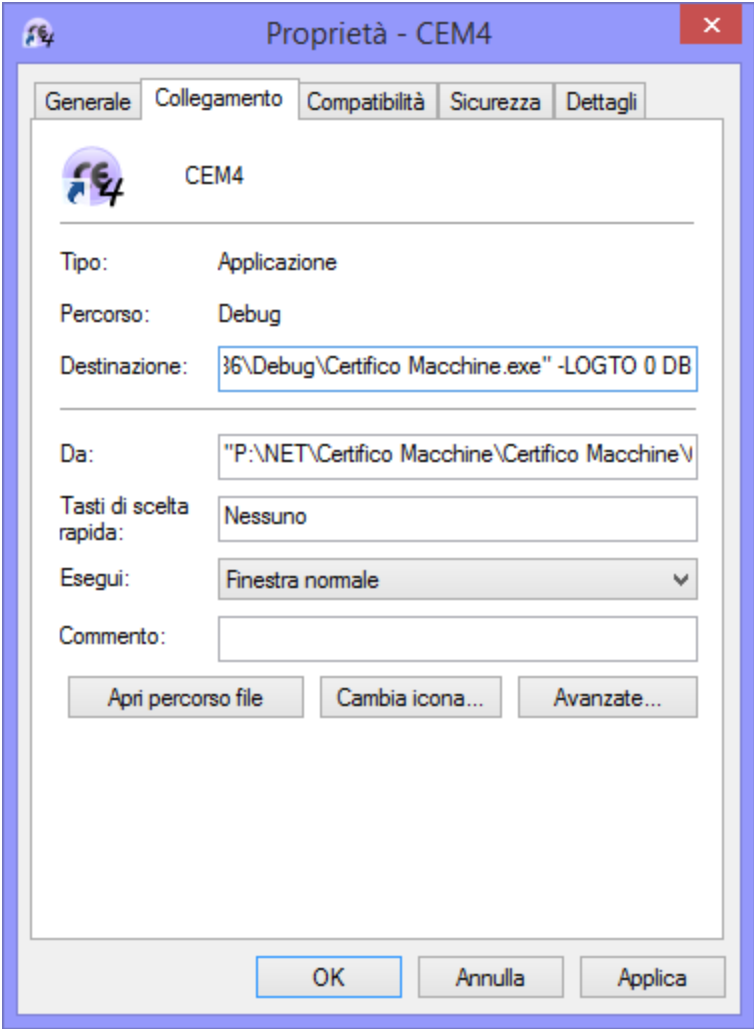 Proprietà - CEM4
Generale Collegamento Compatibilità Sicurezza Dettagli
CEM4
Tipo: Applicazione
Percorso: Debug
Destinazione: 36\Debug\Certifico Macchine.exe" -LOGTO 0 DB
Da: "P:\NET\Certifico Macchine\Certifico Macchine\
Tasti di scelta
rapida: Nessuno
Esegui: Finestra normale
Commento:
Apri percorso file Cambia icona... Avanzate...
OK Annulla Applica